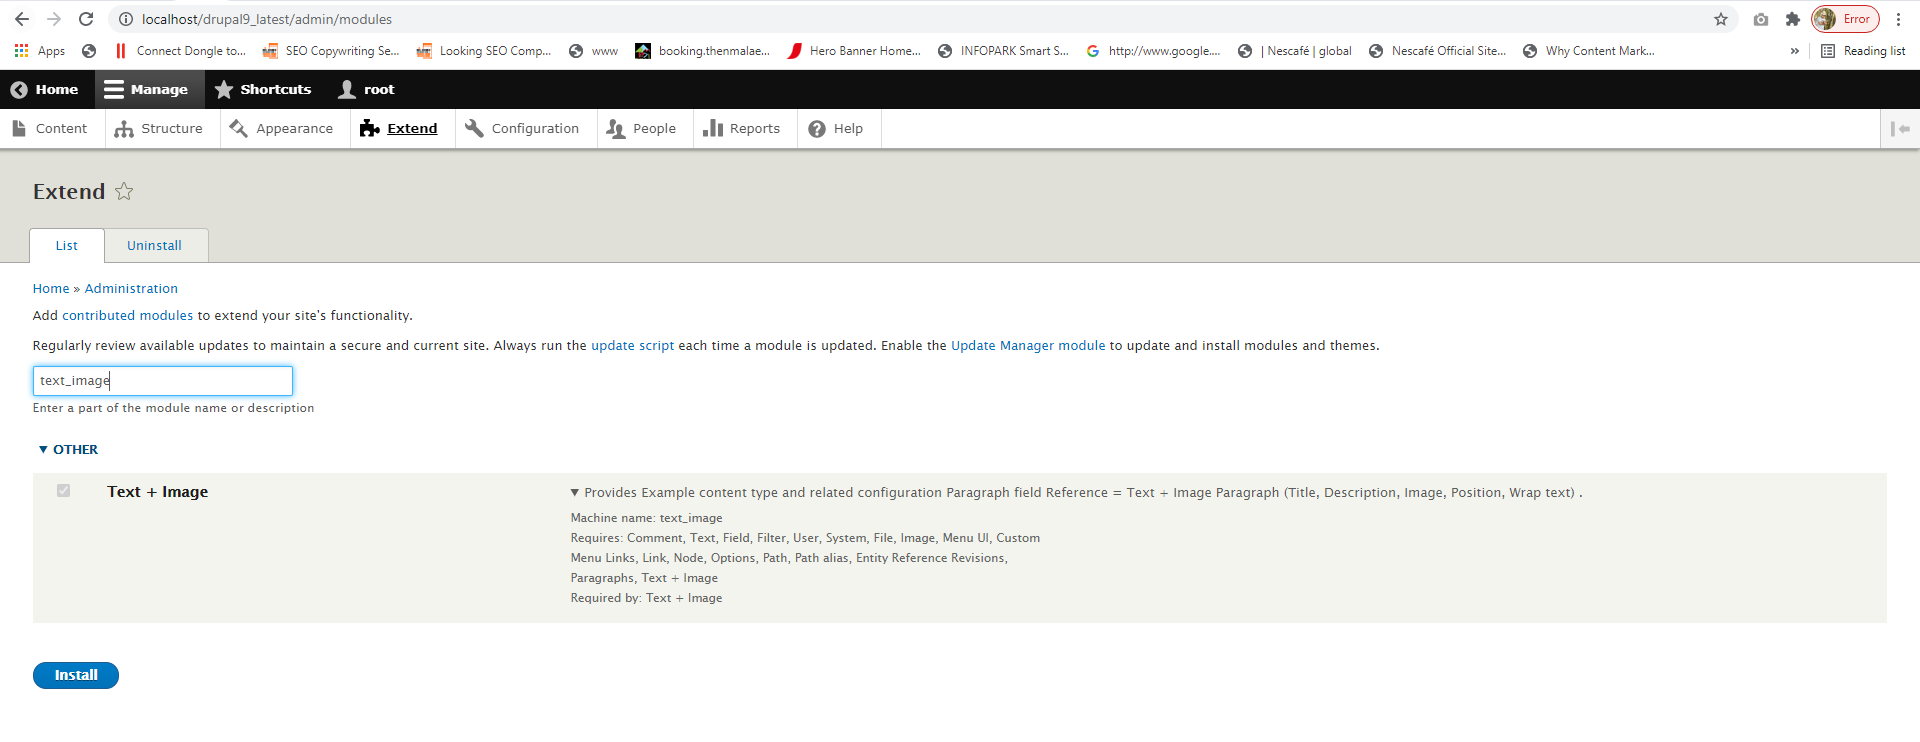 localhost/drupal9_latest/admin/modules Error
Apps Connect Dongle to... SEO Copywriting Se... Looking SEO Comp... www booking.thenmalae... Hero Banner Home... INFOPARK Smart S... http://www.google.... | Nescafé | global Nescafé Official Site... Why Content Mark... » Reading list
Home Manage Shortcuts root
Content Structure Appearance Extend Configuration People Reports Help
Extend
List Uninstall
Home » Administration
Add contributed modules to extend your site's functionality.
Regularly review available updates to maintain a secure and current site. Always run the update script each time a module is updated. Enable the Update Manager module to update and install modules and themes.
text_image
Enter a part of the module name or description
▼ OTHER
Text + Image ▼ Provides Example content type and related configuration Paragraph field Reference = Text + Image Paragraph (Title, Description, Image, Position, Wrap text) .
Machine name: text_image
Requires: Comment, Text, Field, Filter, User, System, File, Image, Menu UI, Custom
Menu Links, Link, Node, Options, Path, Path alias, Entity Reference Revisions,
Paragraphs, Text + Image
Required by: Text + Image
Install